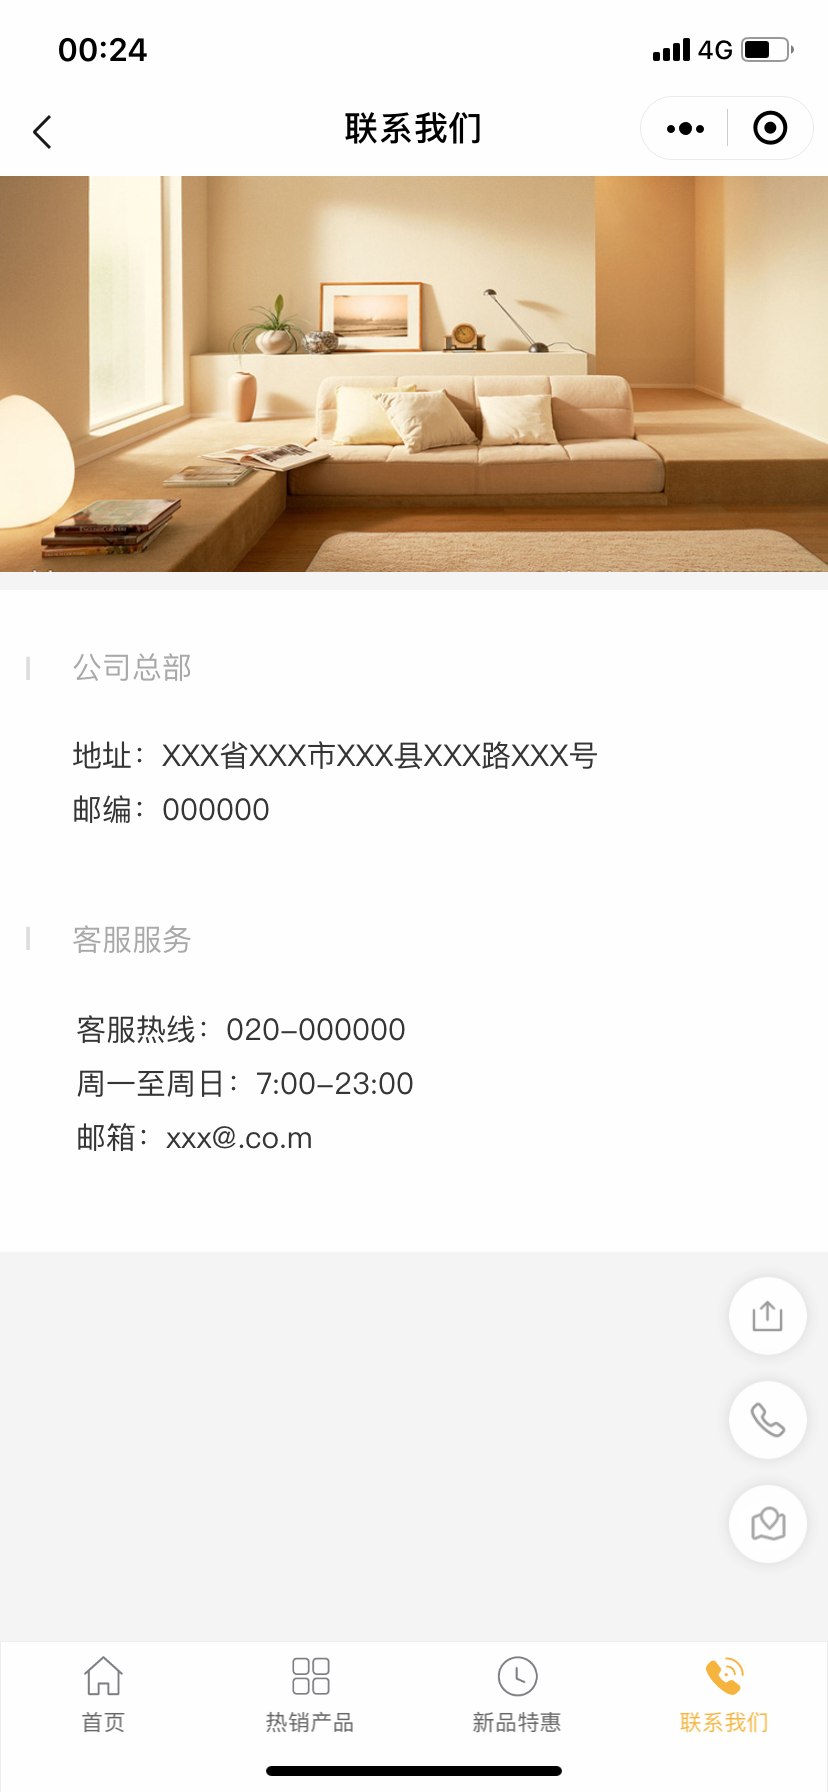 00:24
4G
联系我们
公司总部
地址：XXX省XXX市XXX县XXX路XXX号
邮编：000000
客服服务
客服热线：020-000000
周一至周日：7:00-23:00
邮箱：xxx@.co.m
首页
热销产品
新品特惠
联系我们